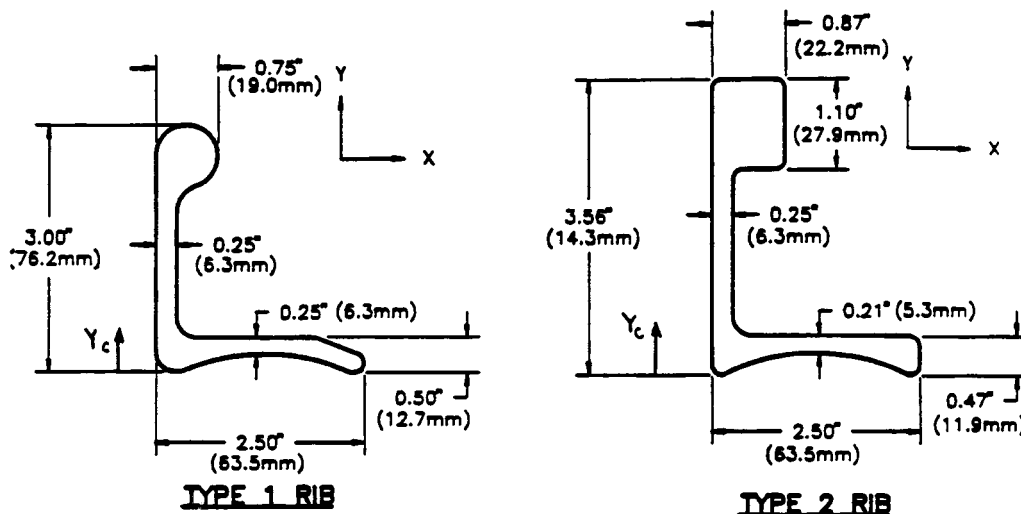 0.75"
(19.0mm)
Y
X
3.00"
(76.2mm)
0.25"
(6.3mm)
0.25" (6.3mm)
Yc
0.50"
(12.7mm)
2.50"
(63.5mm)
TYPE 1 RIB
0.87"
(22.2mm)
Y
X
1.10"
(27.9mm)
3.56"
(14.3mm)
0.25"
(6.3mm)
0.21" (5.3mm)
Yc
0.47"
(11.9mm)
2.50"
(63.5mm)
TYPE 2 RIB